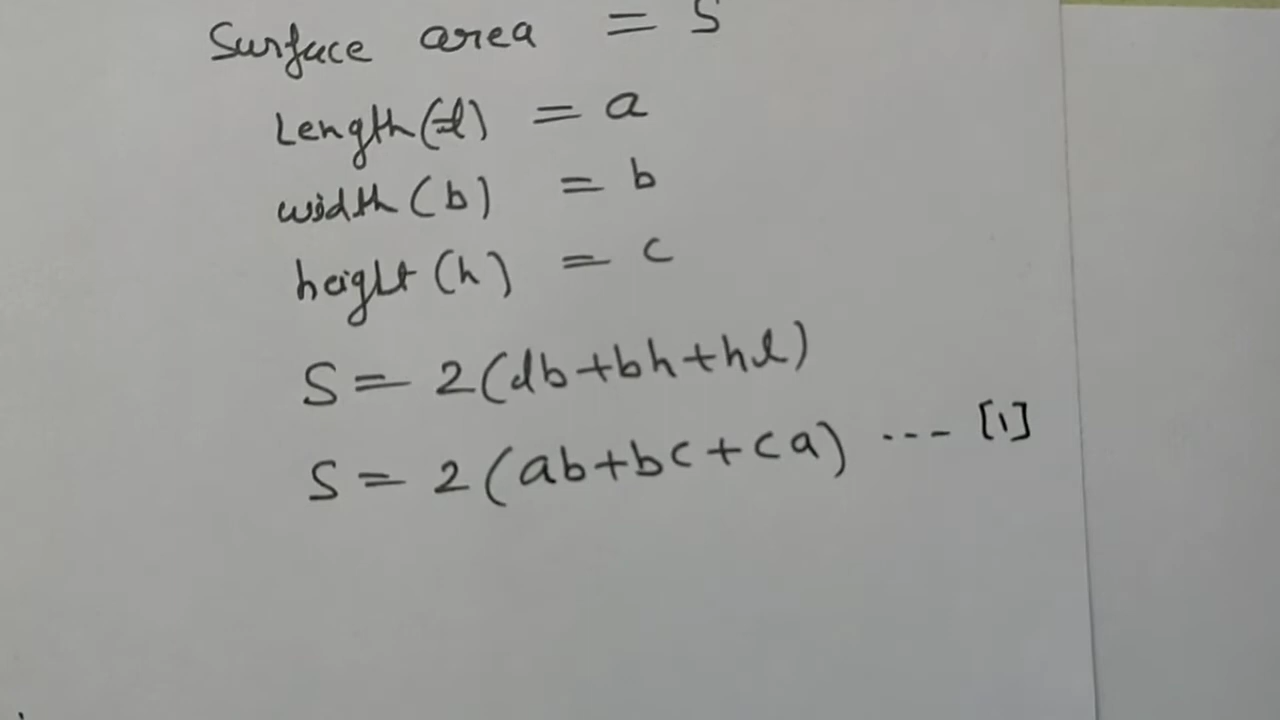 Surface area = S
Length(l) = a
width (b) = b
height (h) = c
S = 2(lb+bh+hl)
S = 2(ab+bc+ca) --- [1]